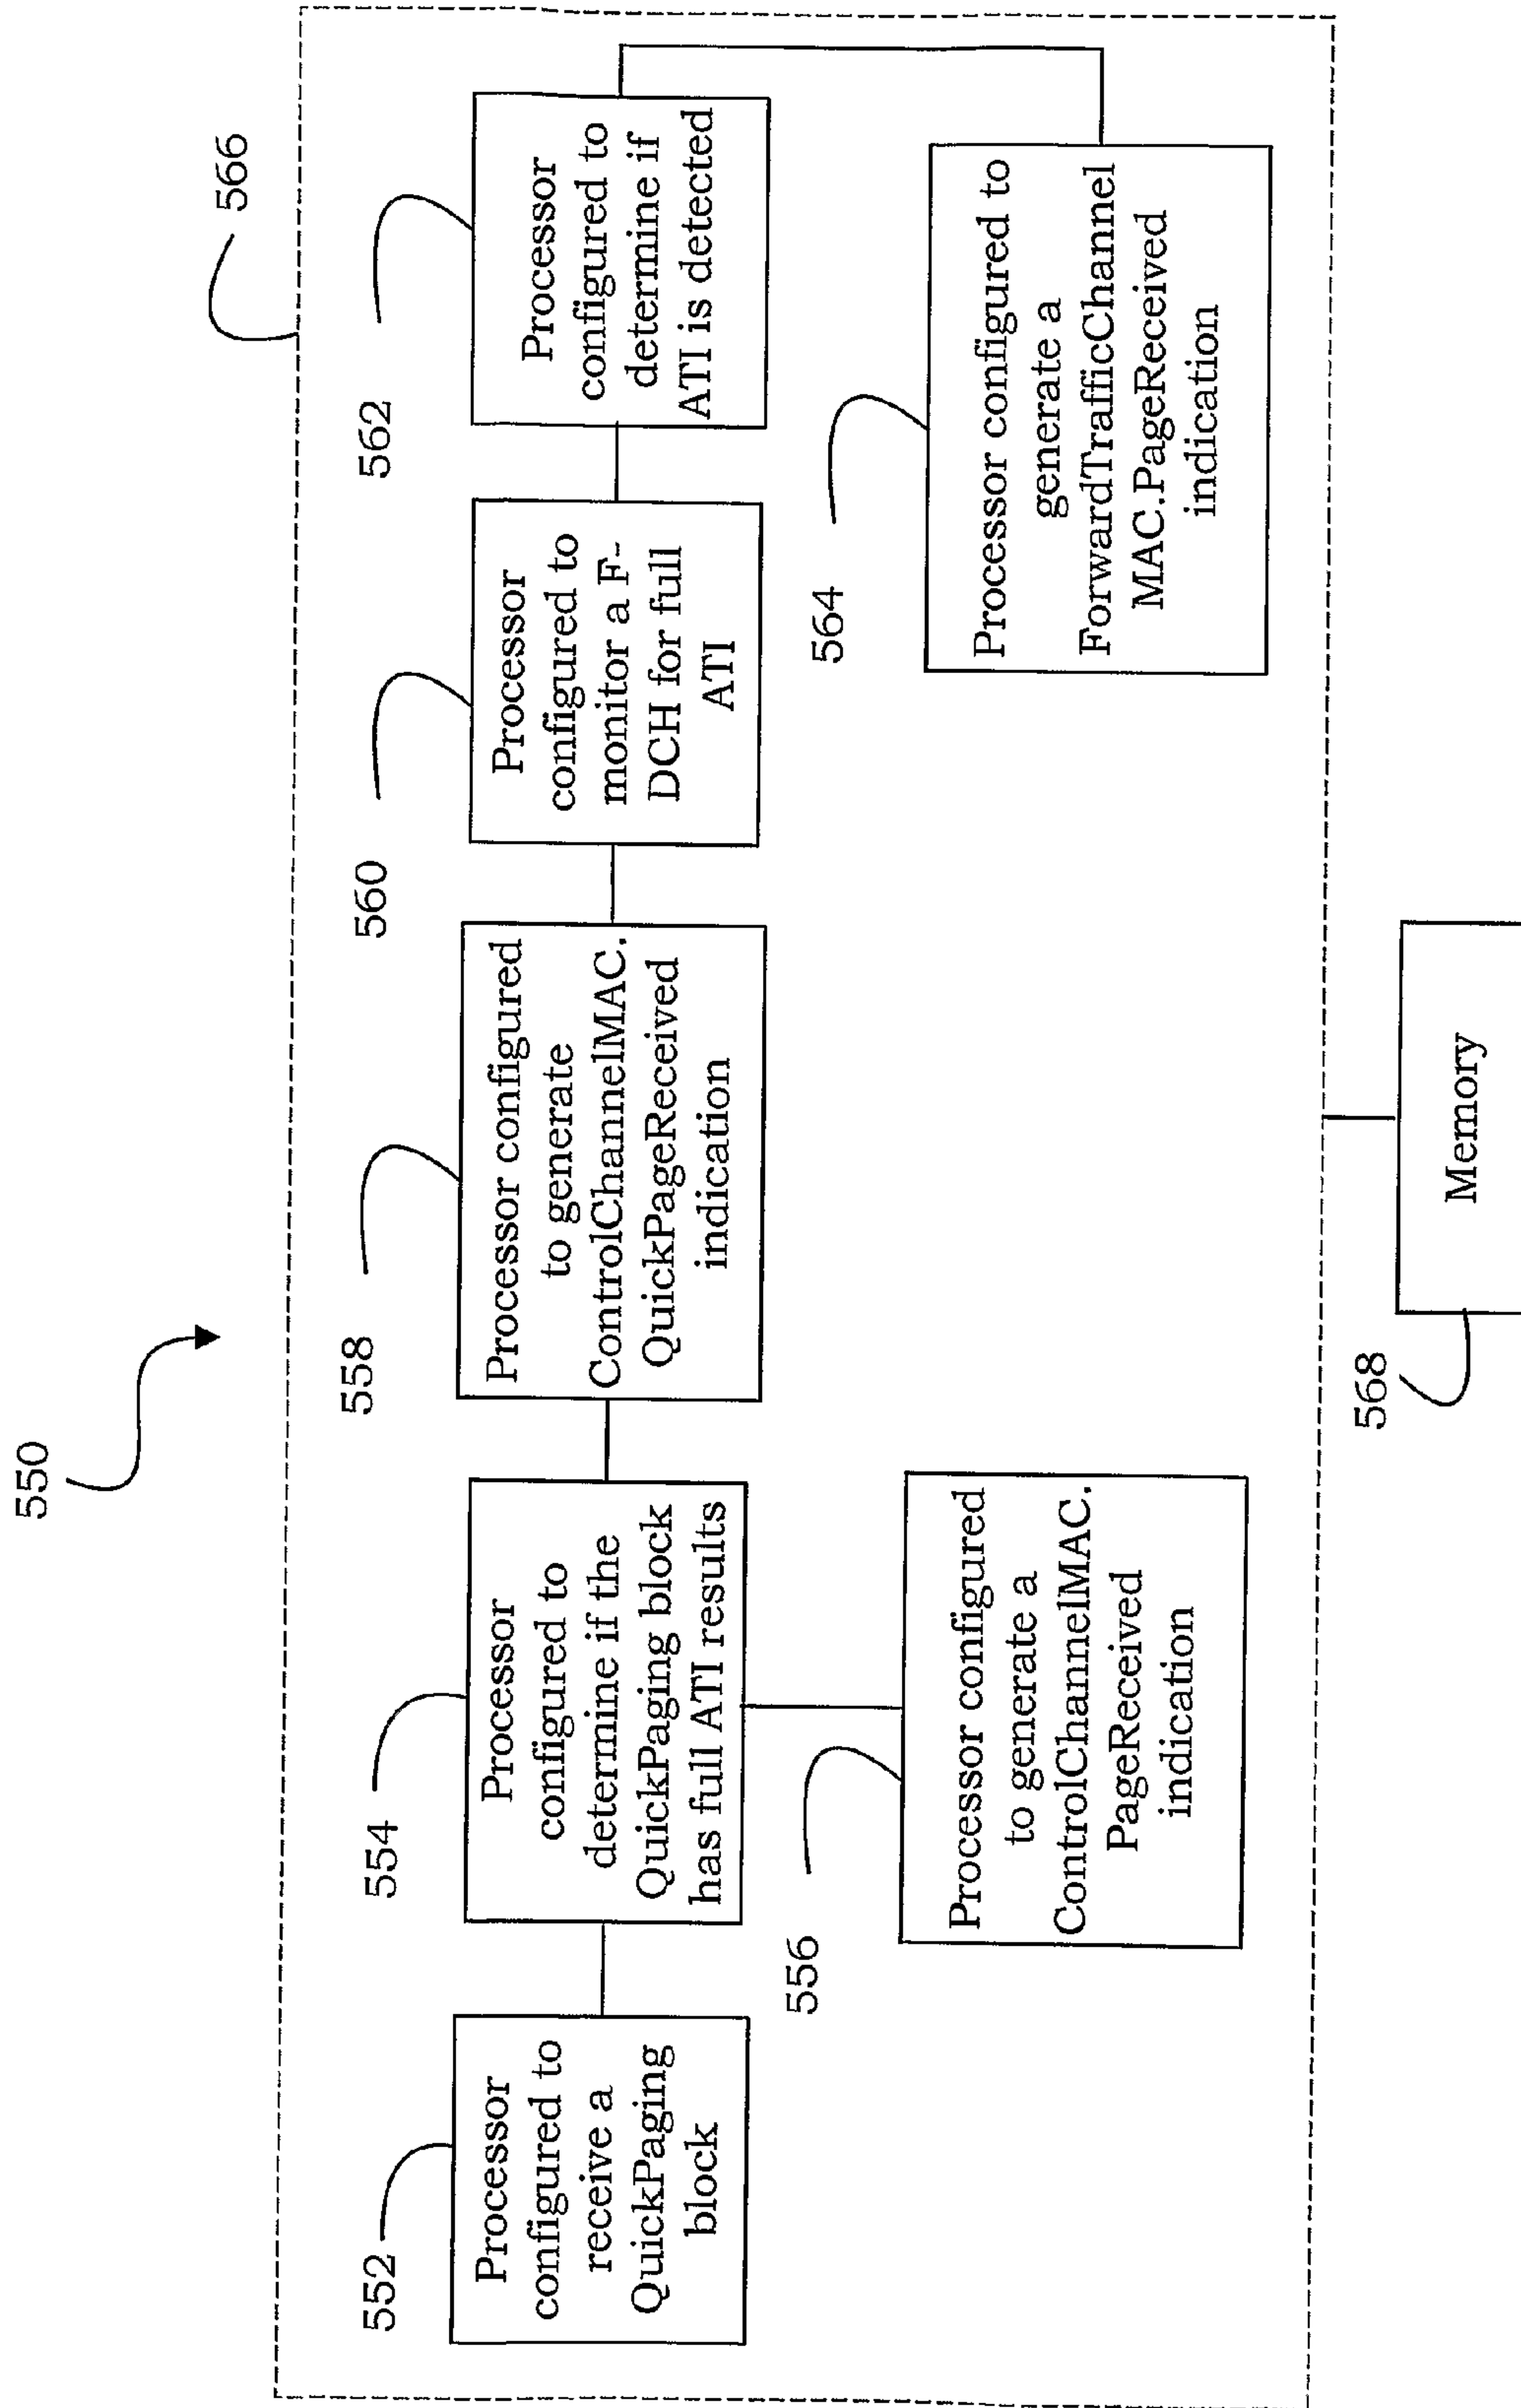 550
566
552
Processor
configured to
receive a
QuickPaging
block
554
Processor
configured to
determine if the
QuickPaging block
has full ATI results
556
Processor configured
to generate a
ControlChannelMAC.
PageReceived
indication
558
Processor configured
to generate
ControlChannelMAC.
QuickPageReceived
indication
560
Processor
configured to
monitor a F-
DCH for full
ATI
562
Processor
configured to
determine if
ATI is detected
564
Processor configured to
generate a
ForwardTrafficChannel
MAC.PageReceived
indication
568
Memory